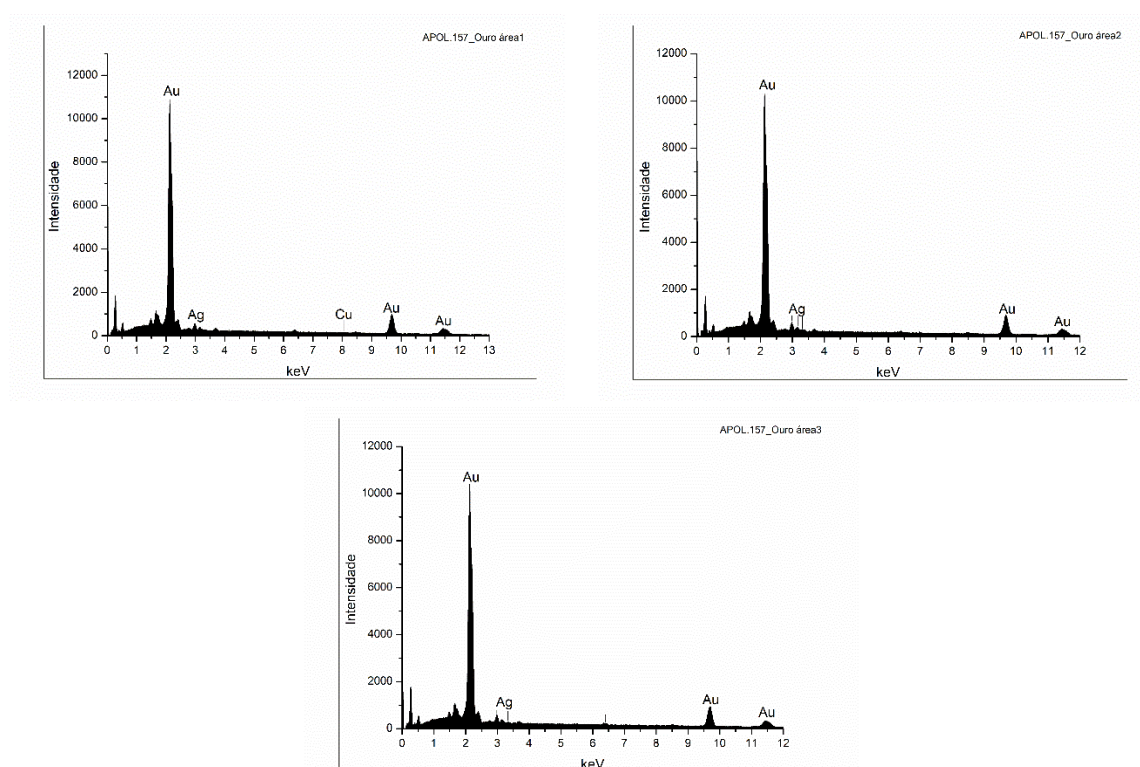 APOL.157_Ouro área1
12000
10000
8000
6000
4000
2000
0
Intensidade
Au
Ag
Cu
Au
Au
0 1 2 3 4 5 6 7 8 9 10 11 12 13
keV
APOL.157_Ouro área2
12000
10000
8000
6000
4000
2000
0
Intensidade
Au
Ag
Au
Au
0 1 2 3 4 5 6 7 8 9 10 11 12
keV
APOL.157_Ouro área3
12000
10000
8000
6000
4000
2000
0
Intensidade
Au
Ag
Au
Au
0 1 2 3 4 5 6 7 8 9 10 11 12
keV